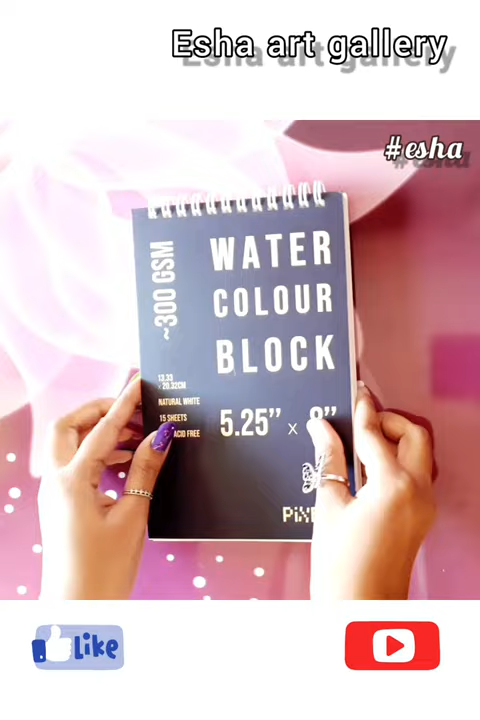 Esha art gallery
#esha
~300 GSM
WATER
COLOUR
BLOCK
13.33
x 20.32CM
NATURAL WHITE
15 SHEETS
ACID FREE
5.25” x
Like